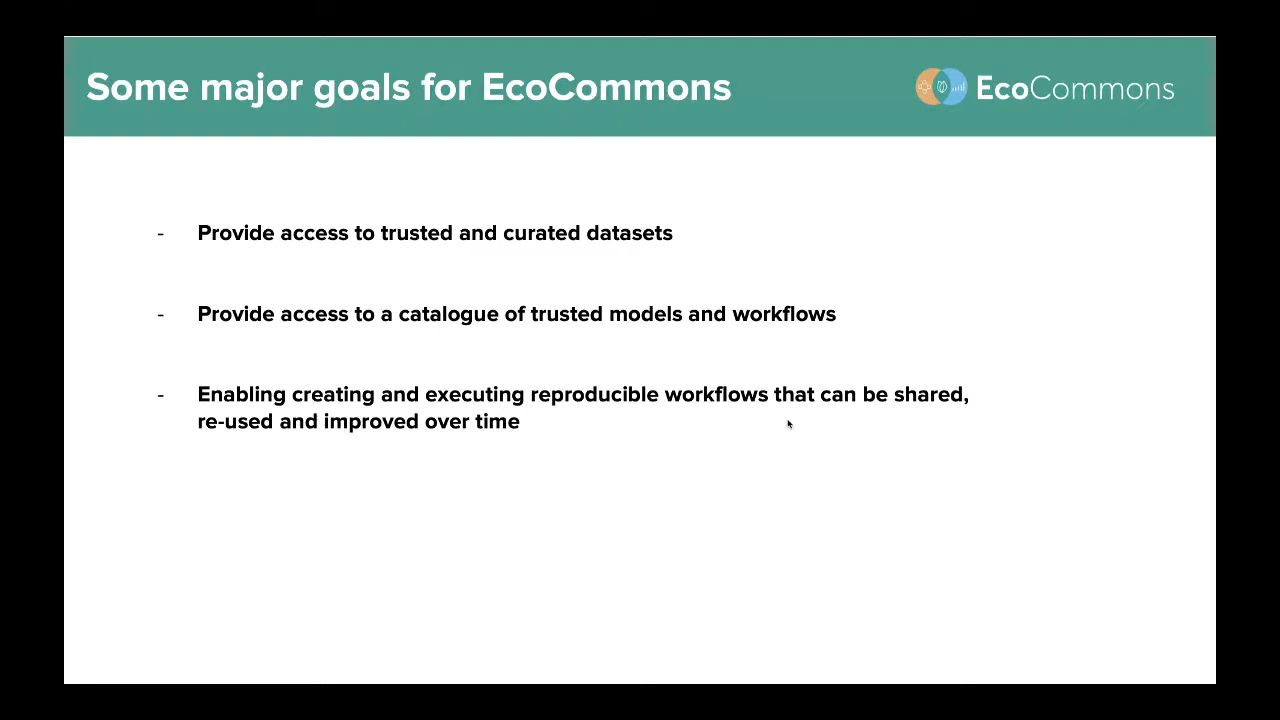 Some major goals for EcoCommons
EcoCommons
- Provide access to trusted and curated datasets
- Provide access to a catalogue of trusted models and workflows
- Enabling creating and executing reproducible workflows that can be shared,
re-used and improved over time